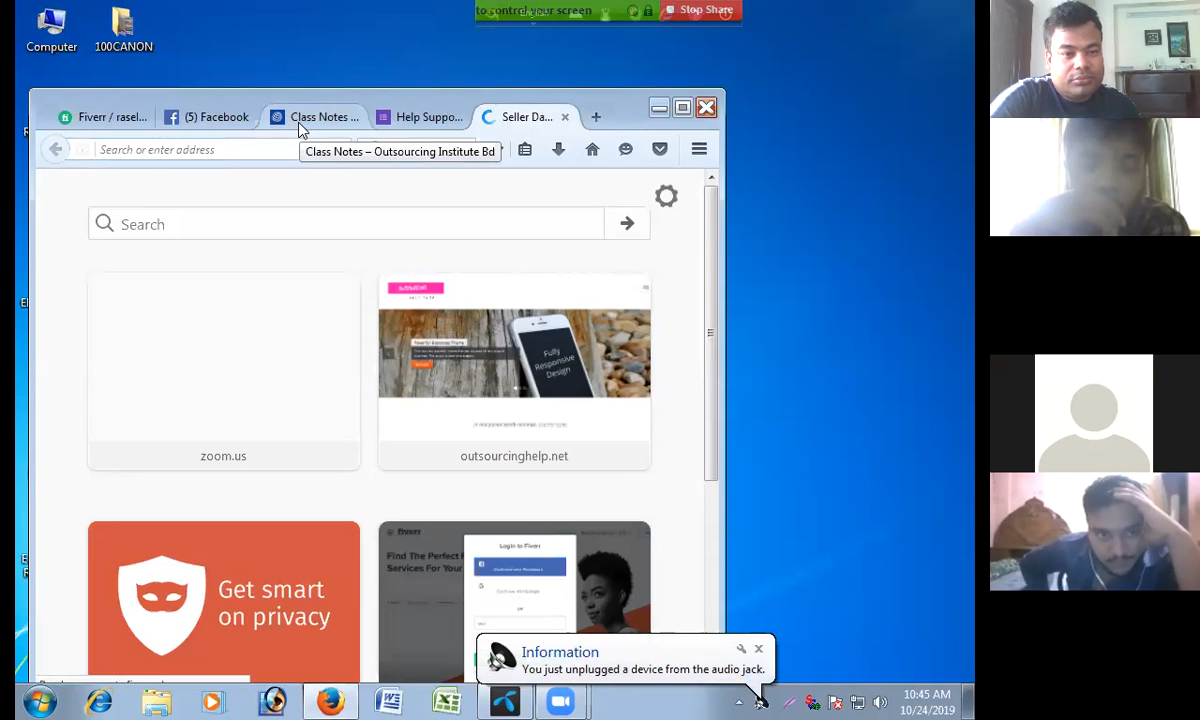 to control your screen
Stop Share
Computer
100CANON
Fiverr / rasel...
(5) Facebook
Class Notes ...
Help Suppo...
Seller Da...
Search or enter address
Class Notes – Outsourcing Institute Bd
Search
Fully
Responsive
Design
zoom.us
outsourcinghelp.net
Get smart
on privacy
fiverr
Find The Perfect
Services For Your
Login to Fiverr
Information
You just unplugged a device from the audio jack.
10:45 AM
10/24/2019